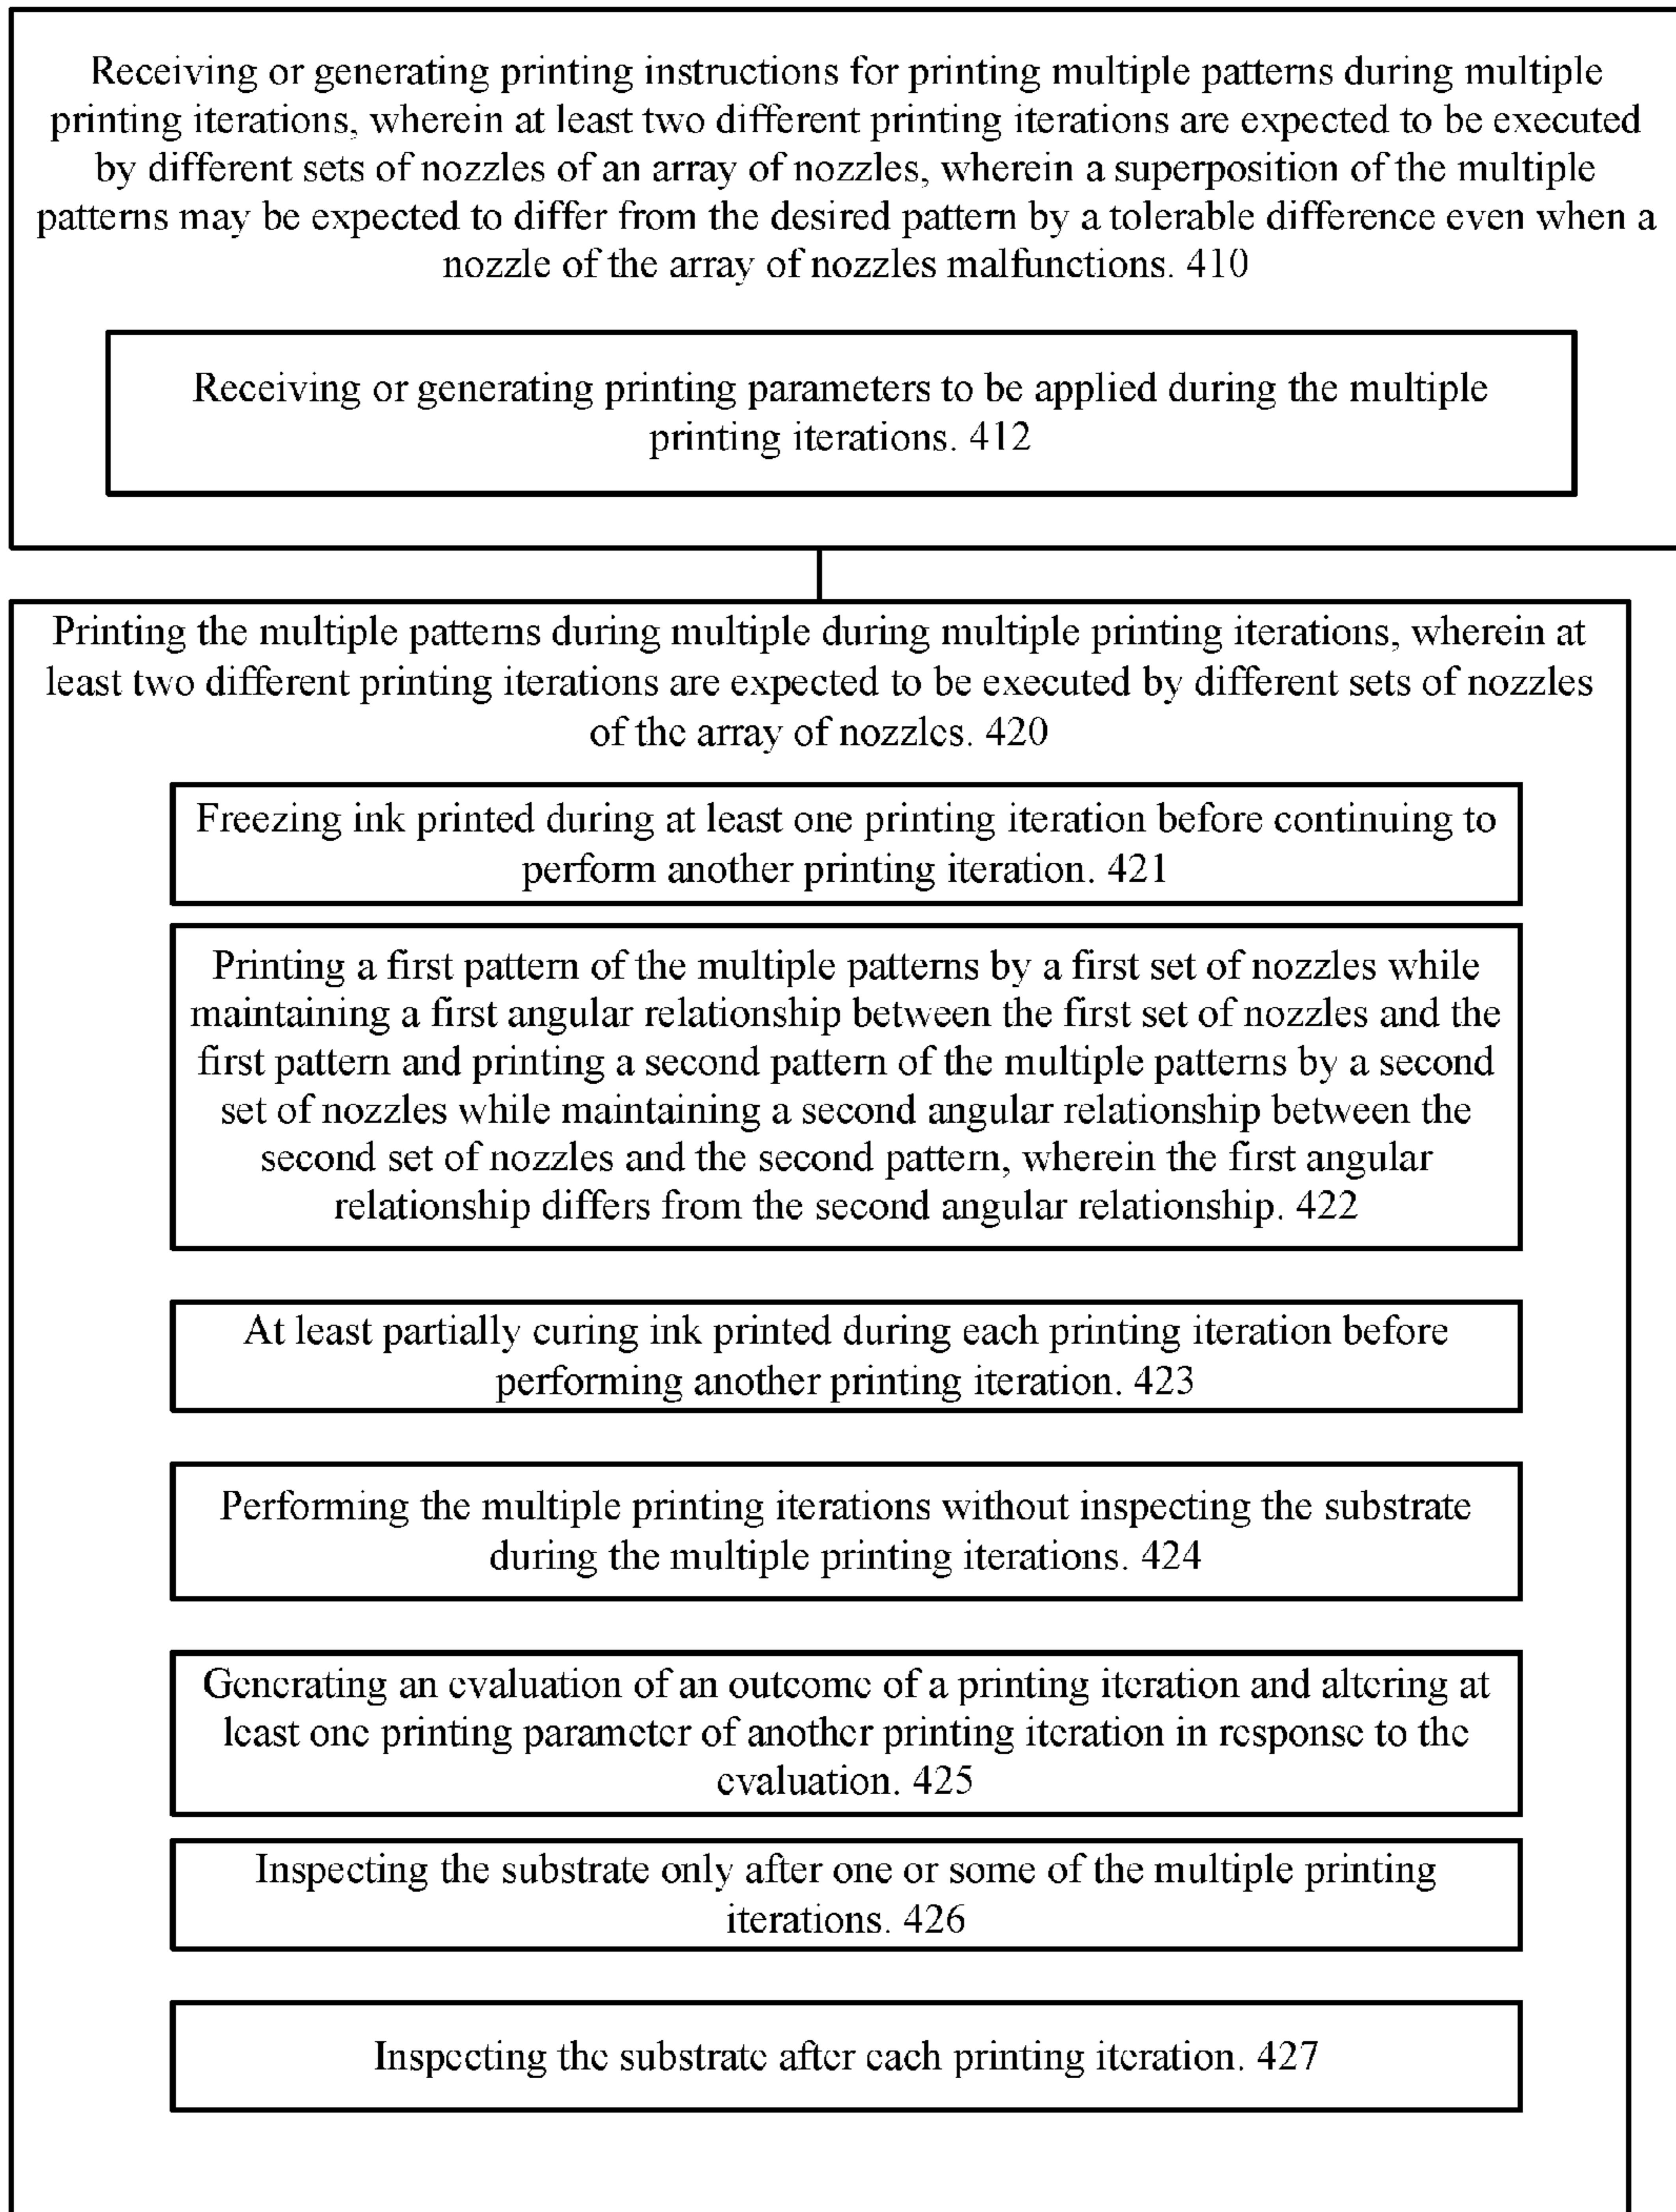 Receiving or generating printing instructions for printing multiple patterns during multiple
printing iterations, wherein at least two different printing iterations are expected to be executed
by different sets of nozzles of an array of nozzles, wherein a superposition of the multiple
patterns may be expected to differ from the desired pattern by a tolerable difference even when a
nozzle of the array of nozzles malfunctions. 410
Receiving or generating printing parameters to be applied during the multiple
printing iterations. 412
Printing the multiple patterns during multiple during multiple printing iterations, wherein at
least two different printing iterations are expected to be executed by different sets of nozzles
of the array of nozzles. 420
Freezing ink printed during at least one printing iteration before continuing to
perform another printing iteration. 421
Printing a first pattern of the multiple patterns by a first set of nozzles while
maintaining a first angular relationship between the first set of nozzles and the
first pattern and printing a second pattern of the multiple patterns by a second
set of nozzles while maintaining a second angular relationship between the
second set of nozzles and the second pattern, wherein the first angular
relationship differs from the second angular relationship. 422
At least partially curing ink printed during each printing iteration before
performing another printing iteration. 423
Performing the multiple printing iterations without inspecting the substrate
during the multiple printing iterations. 424
Generating an evaluation of an outcome of a printing iteration and altering at
least one printing parameter of another printing iteration in response to the
evaluation. 425
Inspecting the substrate only after one or some of the multiple printing
iterations. 426
Inspecting the substrate after each printing iteration. 427